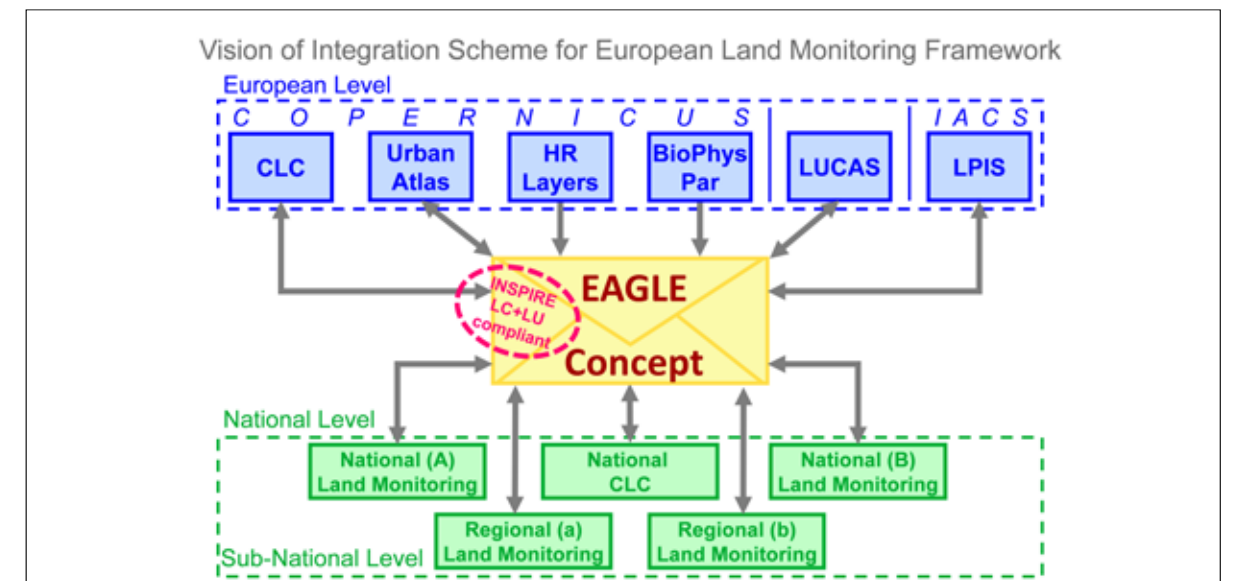 Vision of Integration Scheme for European Land Monitoring Framework
European Level
C O P E R N I C U S
I A C S
CLC
Urban
Atlas
HR
Layers
BioPhys
Par
LUCAS
LPIS
INSPIRE
LC+LU
compliant
EAGLE
Concept
National Level
National (A)
Land Monitoring
National
CLC
National (B)
Land Monitoring
Regional (a)
Land Monitoring
Regional (b)
Land Monitoring
Sub-National Level